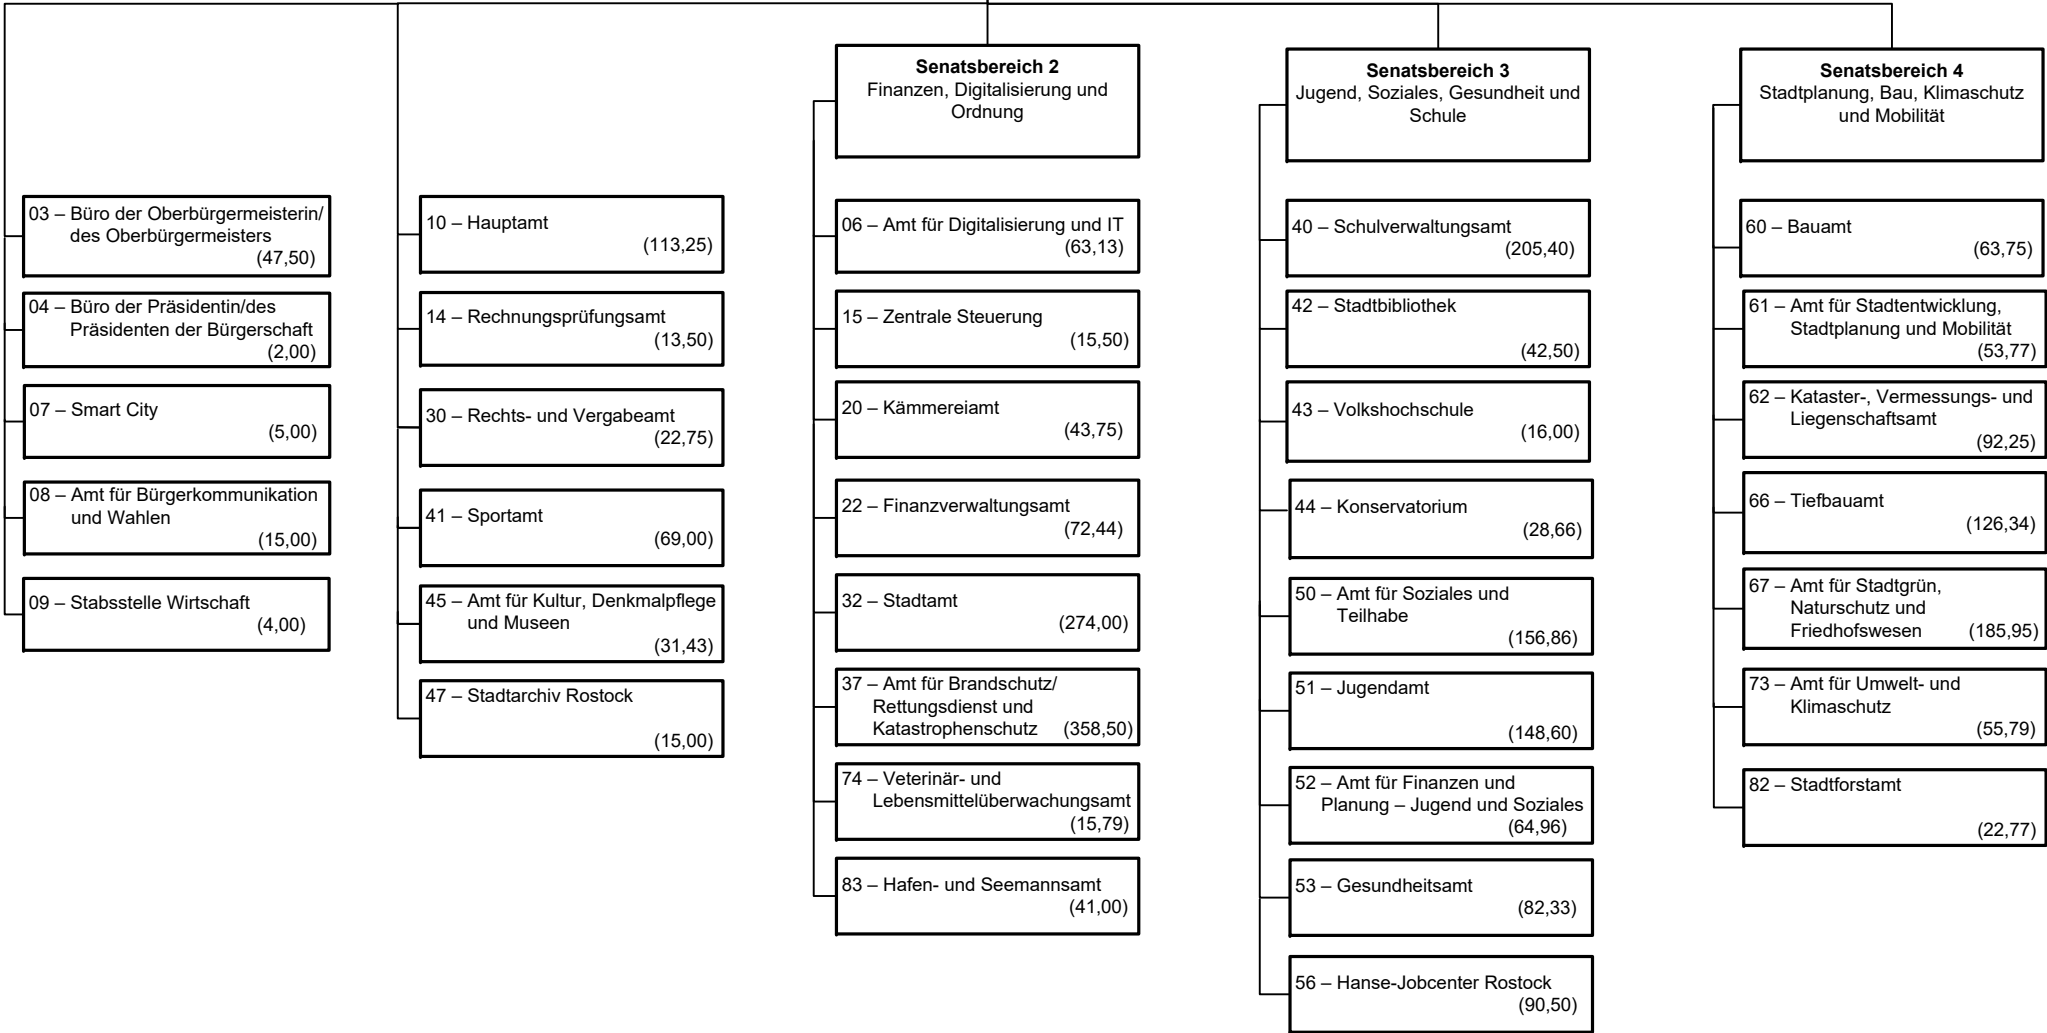 03 – Büro der Oberbürgermeisterin/
des Oberbürgermeisters
(47,50)
04 – Büro der Präsidentin/des
Präsidenten der Bürgerschaft
(2,00)
07 – Smart City
(5,00)
08 – Amt für Bürgerkommunikation
und Wahlen
(15,00)
09 – Stabsstelle Wirtschaft
(4,00)
10 – Hauptamt
(113,25)
14 – Rechnungsprüfungsamt
(13,50)
30 – Rechts- und Vergabeamt
(22,75)
41 – Sportamt
(69,00)
45 – Amt für Kultur, Denkmalpflege
und Museen
(31,43)
47 – Stadtarchiv Rostock
(15,00)
Senatsbereich 2
Finanzen, Digitalisierung und
Ordnung
06 – Amt für Digitalisierung und IT
(63,13)
15 – Zentrale Steuerung
(15,50)
20 – Kämmereiamt
(43,75)
22 – Finanzverwaltungsamt
(72,44)
32 – Stadtamt
(274,00)
37 – Amt für Brandschutz/
Rettungsdienst und
Katastrophenschutz (358,50)
74 – Veterinär- und
Lebensmittelüberwachungsamt
(15,79)
83 – Hafen- und Seemannsamt
(41,00)
Senatsbereich 3
Jugend, Soziales, Gesundheit und
Schule
40 – Schulverwaltungsamt
(205,40)
42 – Stadtbibliothek
(42,50)
43 – Volkshochschule
(16,00)
44 – Konservatorium
(28,66)
50 – Amt für Soziales und
Teilhabe
(156,86)
51 – Jugendamt
(148,60)
52 – Amt für Finanzen und
Planung – Jugend und Soziales
(64,96)
53 – Gesundheitsamt
(82,33)
56 – Hanse-Jobcenter Rostock
(90,50)
Senatsbereich 4
Stadtplanung, Bau, Klimaschutz
und Mobilität
60 – Bauamt
(63,75)
61 – Amt für Stadtentwicklung,
Stadtplanung und Mobilität
(53,77)
62 – Kataster-, Vermessungs- und
Liegenschaftsamt
(92,25)
66 – Tiefbauamt
(126,34)
67 – Amt für Stadtgrün,
Naturschutz und
Friedhofswesen (185,95)
73 – Amt für Umwelt- und
Klimaschutz
(55,79)
82 – Stadtforstamt
(22,77)